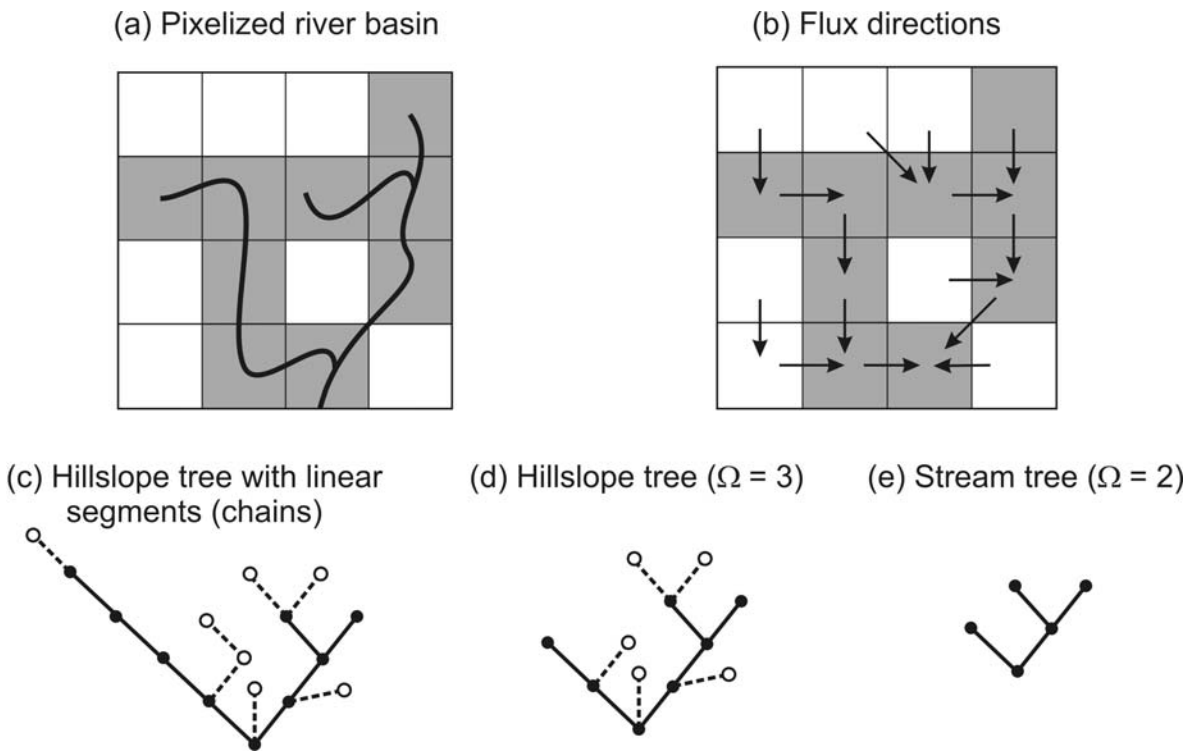 (a) Pixelized river basin
(b) Flux directions
(c) Hillslope tree with linear
segments (chains)
(d) Hillslope tree (Ω = 3)
(e) Stream tree (Ω = 2)